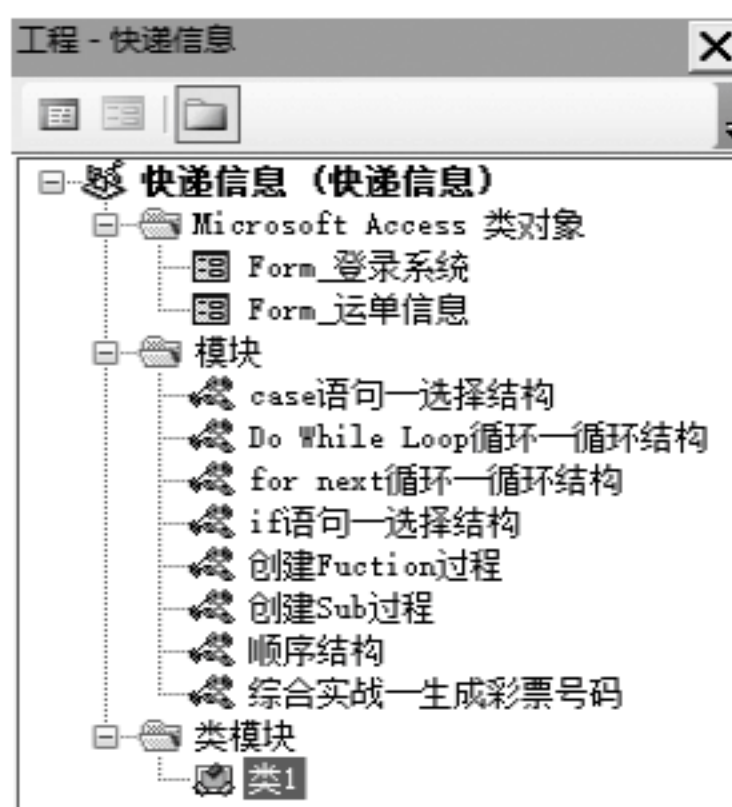 工程 - 快递信息
快递信息 (快递信息)
Microsoft Access 类对象
Form_登录系统
Form_运单信息
模块
case语句一选择结构
Do While Loop循环一循环结构
for next循环一循环结构
if语句一选择结构
创建Fuction过程
创建Sub过程
顺序结构
综合实战一生成彩票号码
类模块
类1